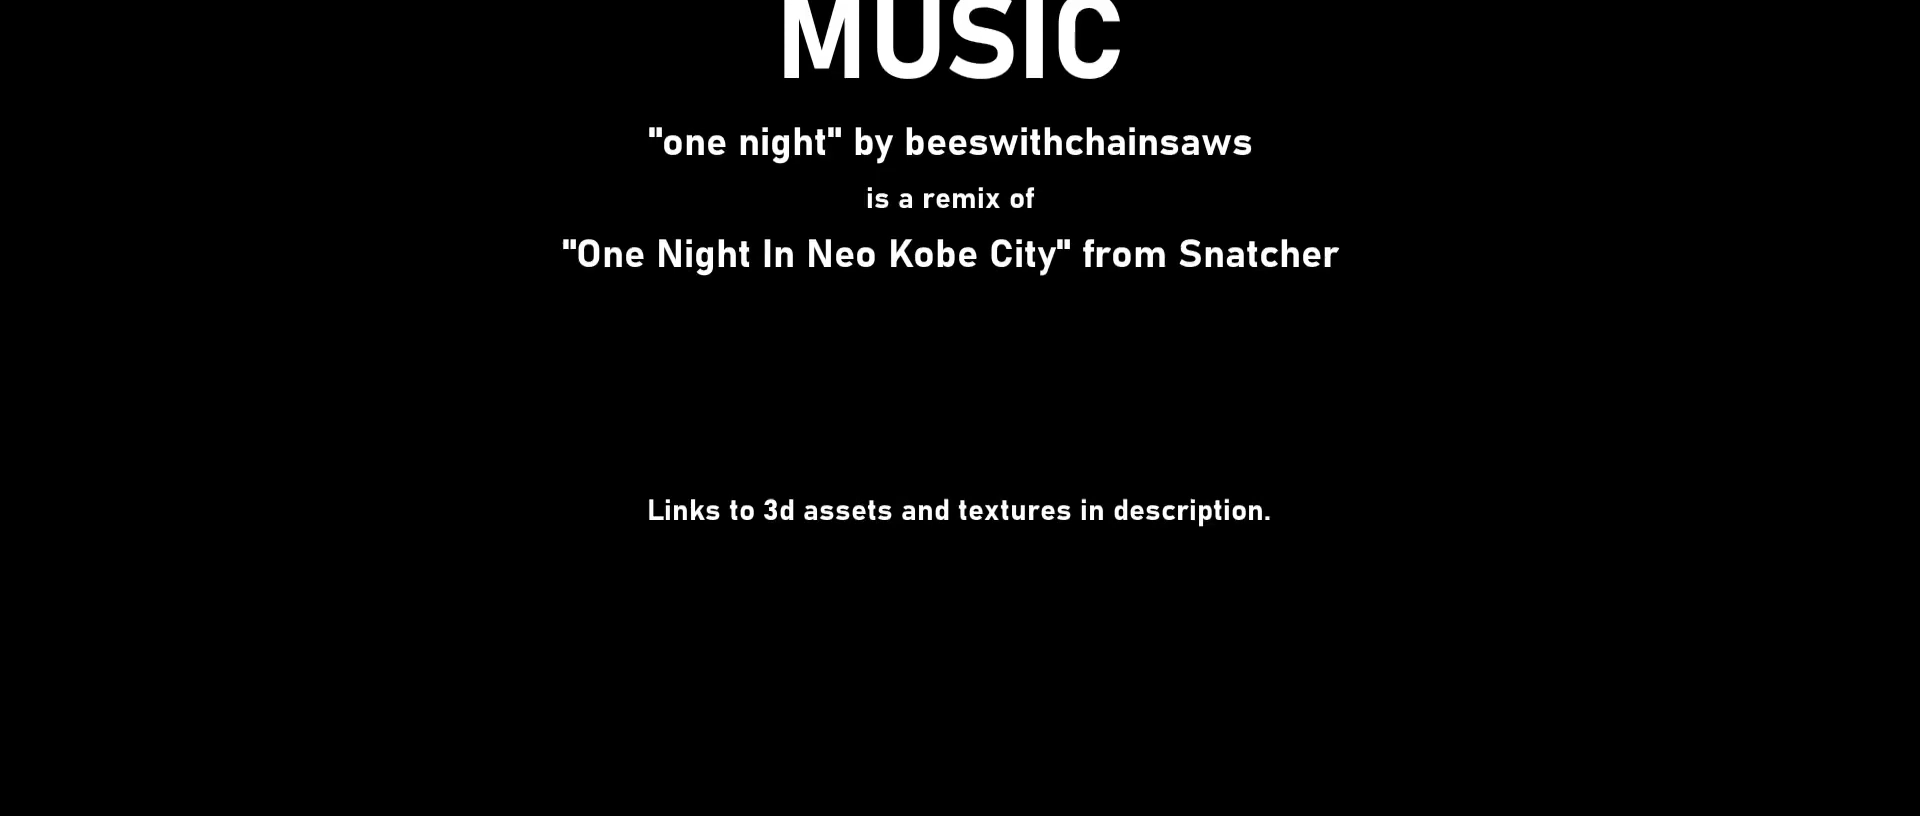 MUSIC
"one night" by beeswithchainsaws
is a remix of
"One Night In Neo Kobe City" from Snatcher
Links to 3d assets and textures in description.